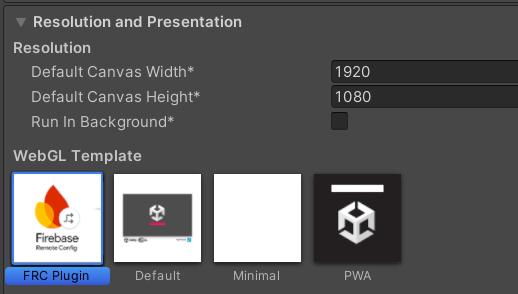 Resolution and Presentation
Resolution
Default Canvas Width* 1920
Default Canvas Height* 1080
Run In Background*
WebGL Template
Firebase
Remote Config
FRC Plugin Default Minimal PWA